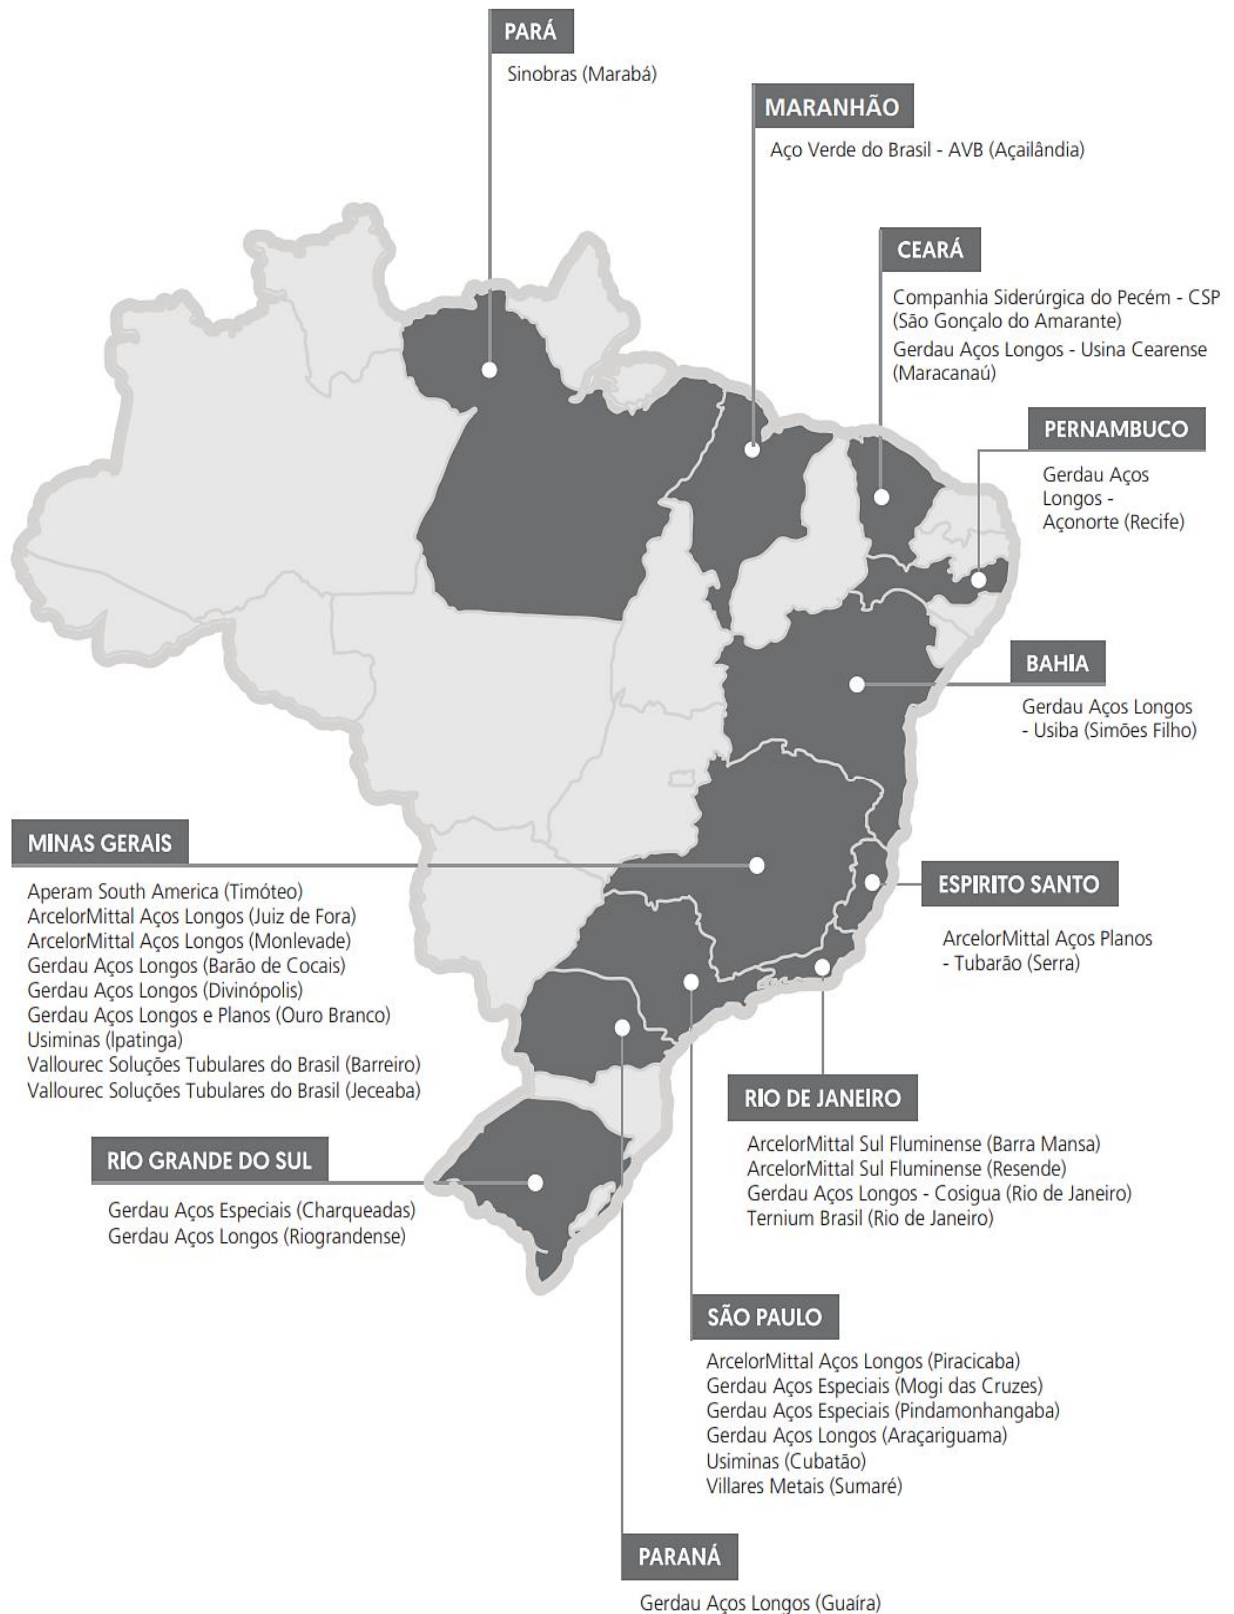 PARÁ
Sinobras (Marabá)
MARANHÃO
Aço Verde do Brasil - AVB (Açailândia)
CEARÁ
Companhia Siderúrgica do Pecém - CSP
(São Gonçalo do Amarante)
Gerdau Aços Longos - Usina Cearense
(Maracanaú)
PERNAMBUCO
Gerdau Aços
Longos -
Açonorte (Recife)
BAHIA
Gerdau Aços Longos
- Usiba (Simões Filho)
MINAS GERAIS
Aperam South America (Timóteo)
ArcelorMittal Aços Longos (Juiz de Fora)
ArcelorMittal Aços Longos (Monlevade)
Gerdau Aços Longos (Barão de Cocais)
Gerdau Aços Longos (Divinópolis)
Gerdau Aços Longos e Planos (Ouro Branco)
Usiminas (Ipatinga)
Vallourec Soluções Tubulares do Brasil (Barreiro)
Vallourec Soluções Tubulares do Brasil (Jeceaba)
ESPIRITO SANTO
ArcelorMittal Aços Planos
- Tubarão (Serra)
RIO DE JANEIRO
ArcelorMittal Sul Fluminense (Barra Mansa)
ArcelorMittal Sul Fluminense (Resende)
Gerdau Aços Longos - Cosigua (Rio de Janeiro)
Ternium Brasil (Rio de Janeiro)
RIO GRANDE DO SUL
Gerdau Aços Especiais (Charqueadas)
Gerdau Aços Longos (Riograndense)
SÃO PAULO
ArcelorMittal Aços Longos (Piracicaba)
Gerdau Aços Especiais (Mogi das Cruzes)
Gerdau Aços Especiais (Pindamonhangaba)
Gerdau Aços Longos (Araçariguama)
Usiminas (Cubatão)
Villares Metais (Sumaré)
PARANÁ
Gerdau Aços Longos (Guaíra)